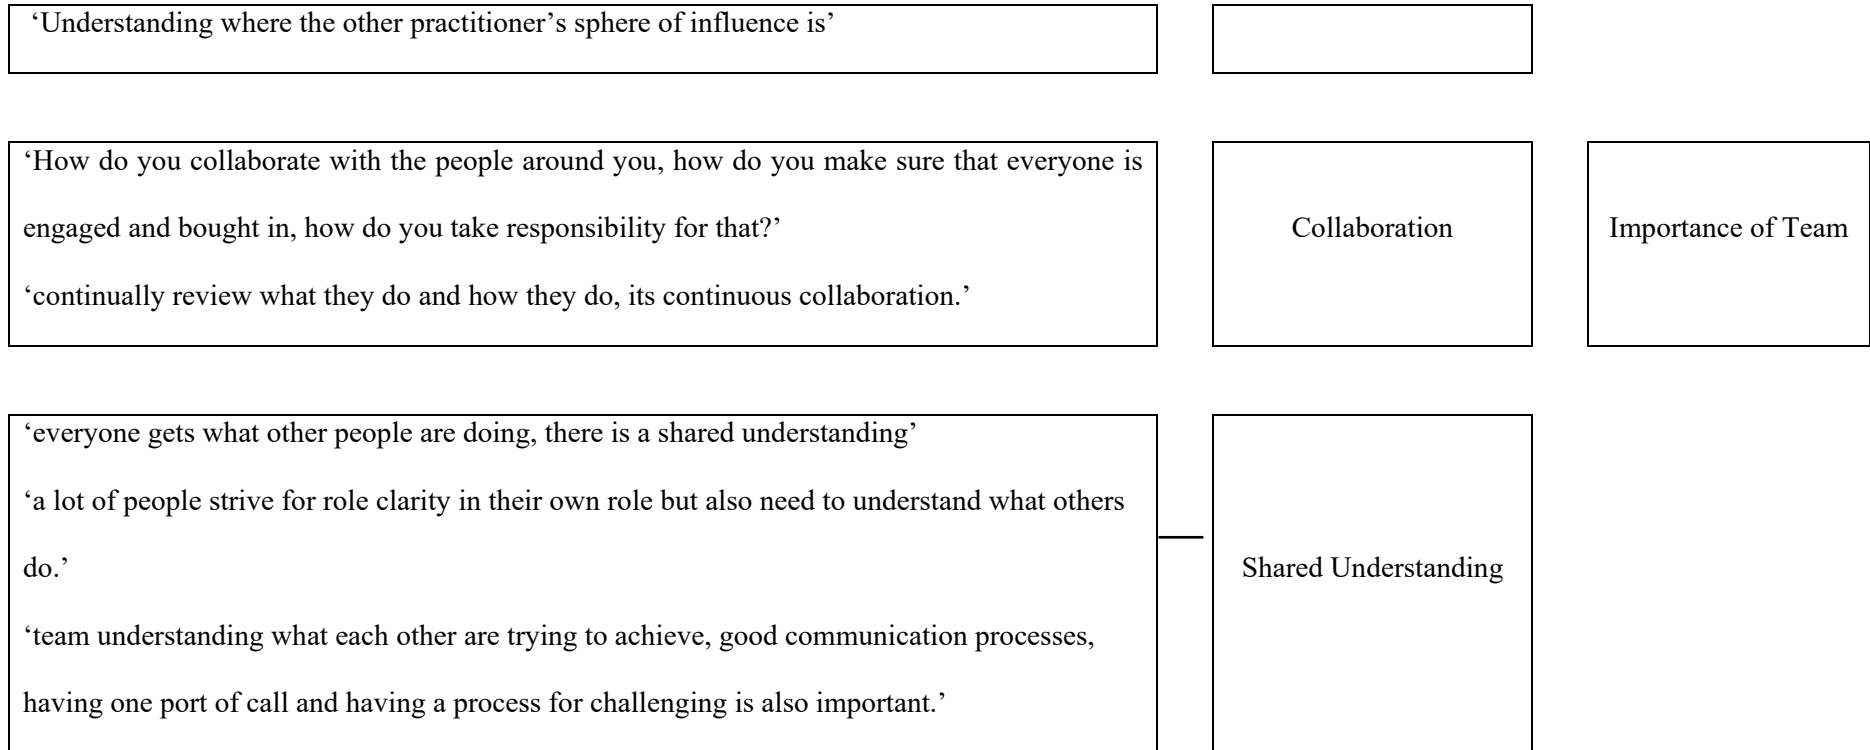 ‘Understanding where the other practitioner’s sphere of influence is’
‘How do you collaborate with the people around you, how do you make sure that everyone is
engaged and bought in, how do you take responsibility for that?’
‘continually review what they do and how they do, its continuous collaboration.’
Collaboration
Importance of Team
‘everyone gets what other people are doing, there is a shared understanding’
‘a lot of people strive for role clarity in their own role but also need to understand what others
do.’
‘team understanding what each other are trying to achieve, good communication processes,
having one port of call and having a process for challenging is also important.’
Shared Understanding